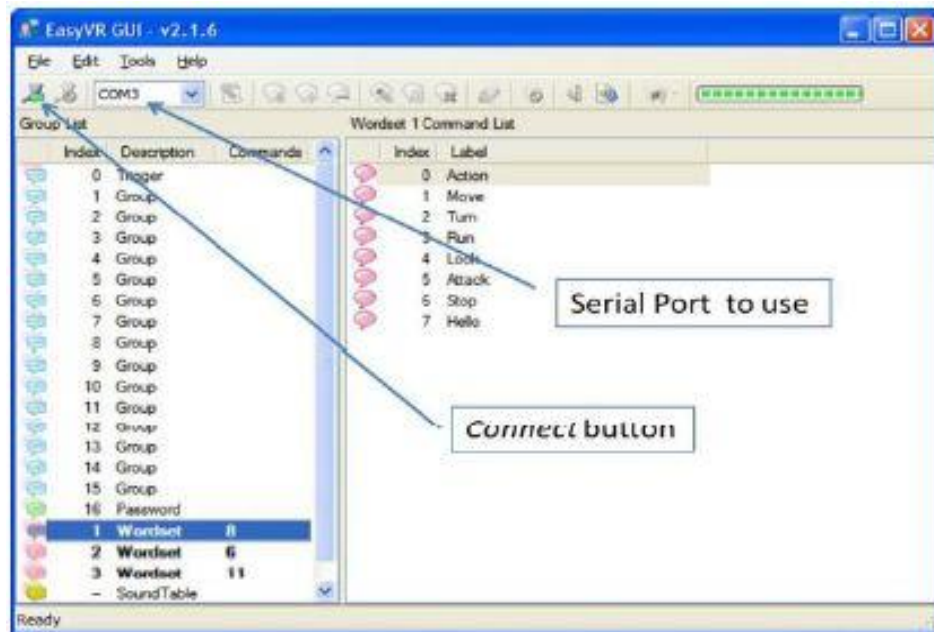 EasyVR GUI - v2.1.6
File Edit Tools Help
COM3
Group List
Index Description Commands
0 Trigger
1 Group
2 Group
3 Group
4 Group
5 Group
6 Group
7 Group
8 Group
9 Group
10 Group
11 Group
12 Group
13 Group
14 Group
15 Group
16 Password
1 Wordset 8
2 Wordset 6
3 Wordset 11
– SoundTable
Wordset 1 Command List
Index Label
0 Action
1 Move
2 Turn
3 Run
4 Look
5 Attack
6 Stop
7 Hello
Serial Port to use
Connect button
Ready